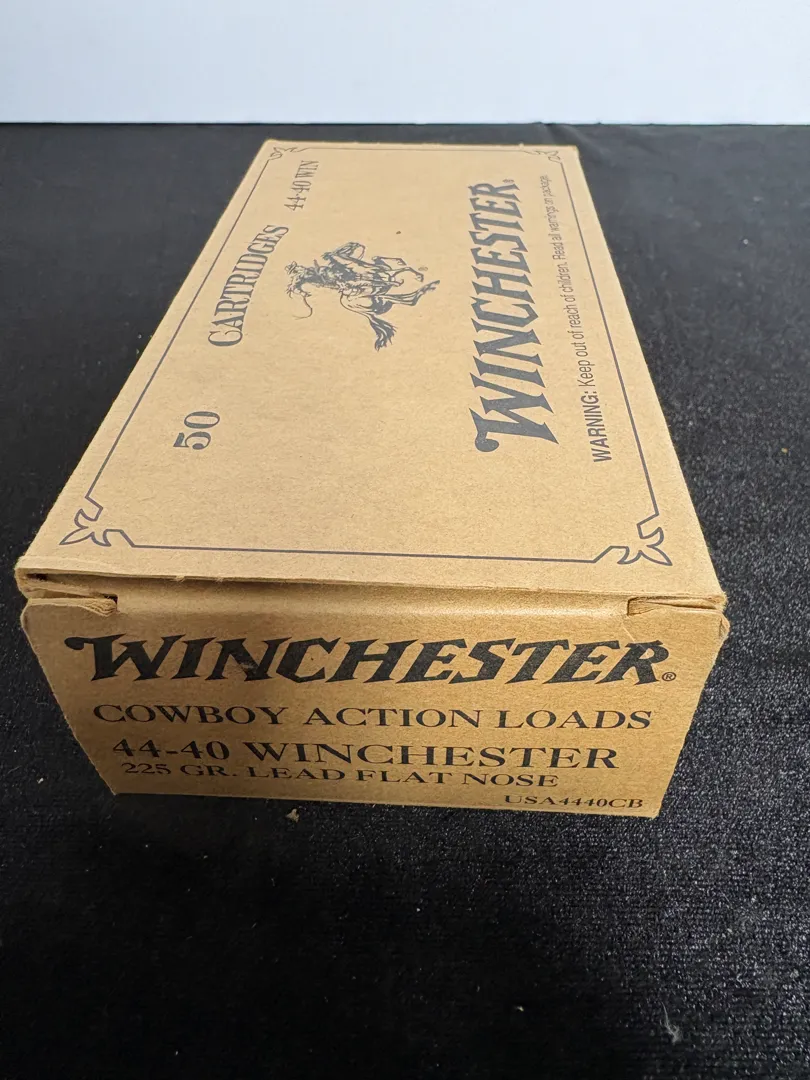 50 CARTRIDGES 44-40 WIN
®
WINCHESTER®
WARNING: Keep out of reach of children. Read all warnings on package.
WINCHESTER®
COWBOY ACTION LOADS
44-40 WINCHESTER
225 GR. LEAD FLAT NOSE
USA4440CB